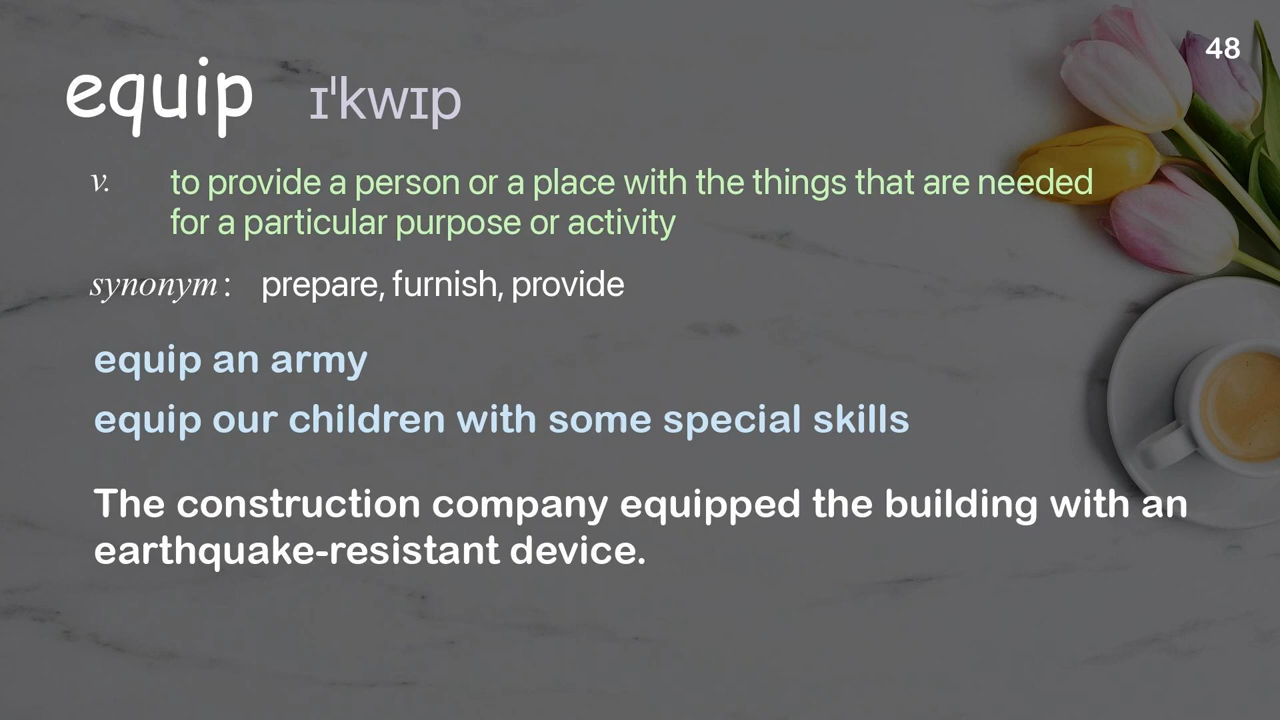 48
equip ɪˈkwɪp
v. to provide a person or a place with the things that are needed
for a particular purpose or activity
synonym : prepare, furnish, provide
equip an army
equip our children with some special skills
The construction company equipped the building with an
earthquake-resistant device.